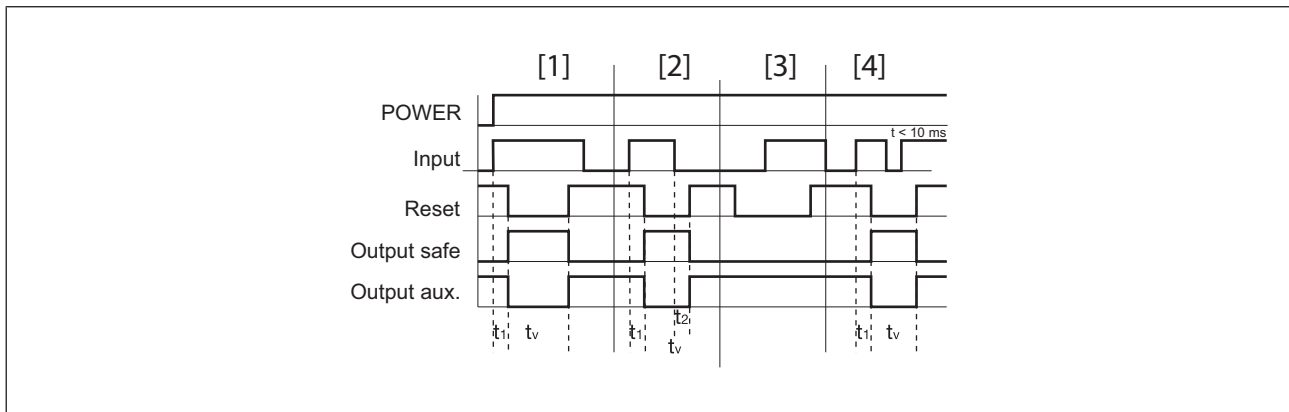 [1] [2] [3] [4]
POWER
t < 10 ms
Input
Reset
Output safe
Output aux.
t1 tv t1 t2 tv t1 tv